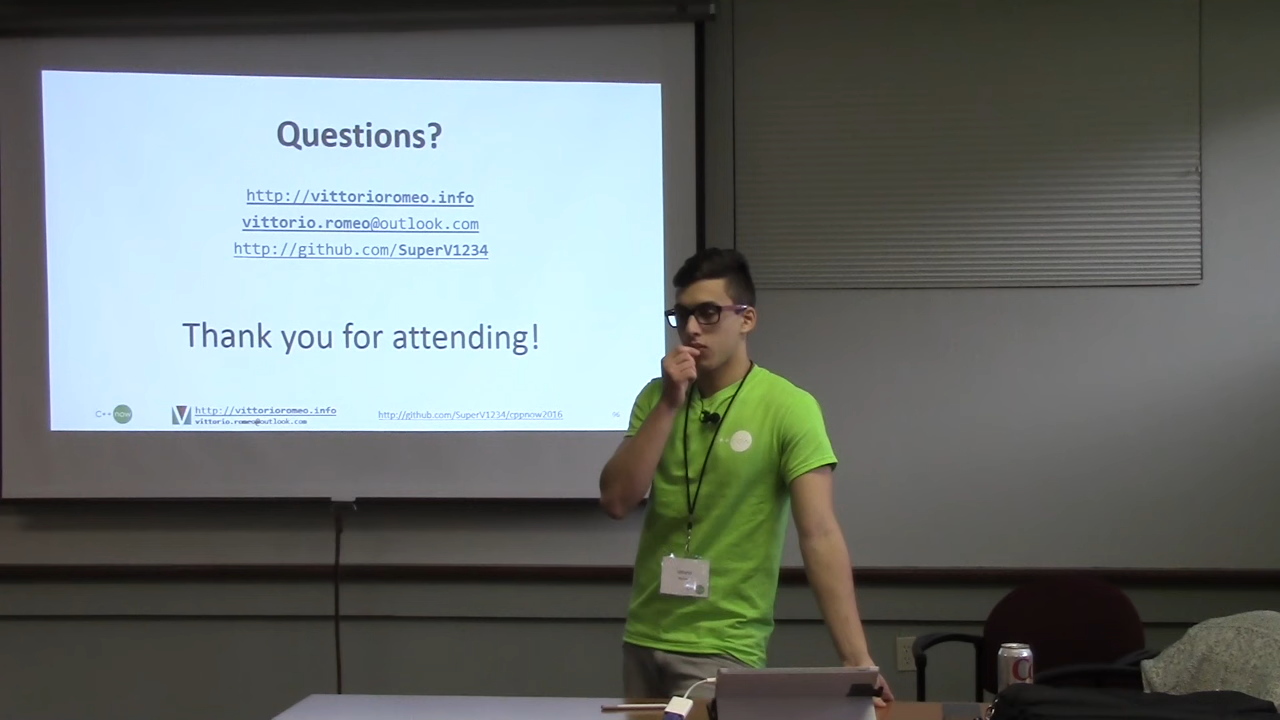 Questions?
http://vittorioromeo.info
vittorio.romeo@outlook.com
http://github.com/SuperV1234
Thank you for attending!
C++ now
http://vittorioromeo.info
vittorio.romeo@outlook.com
http://github.com/SuperV1234/cppnow2016